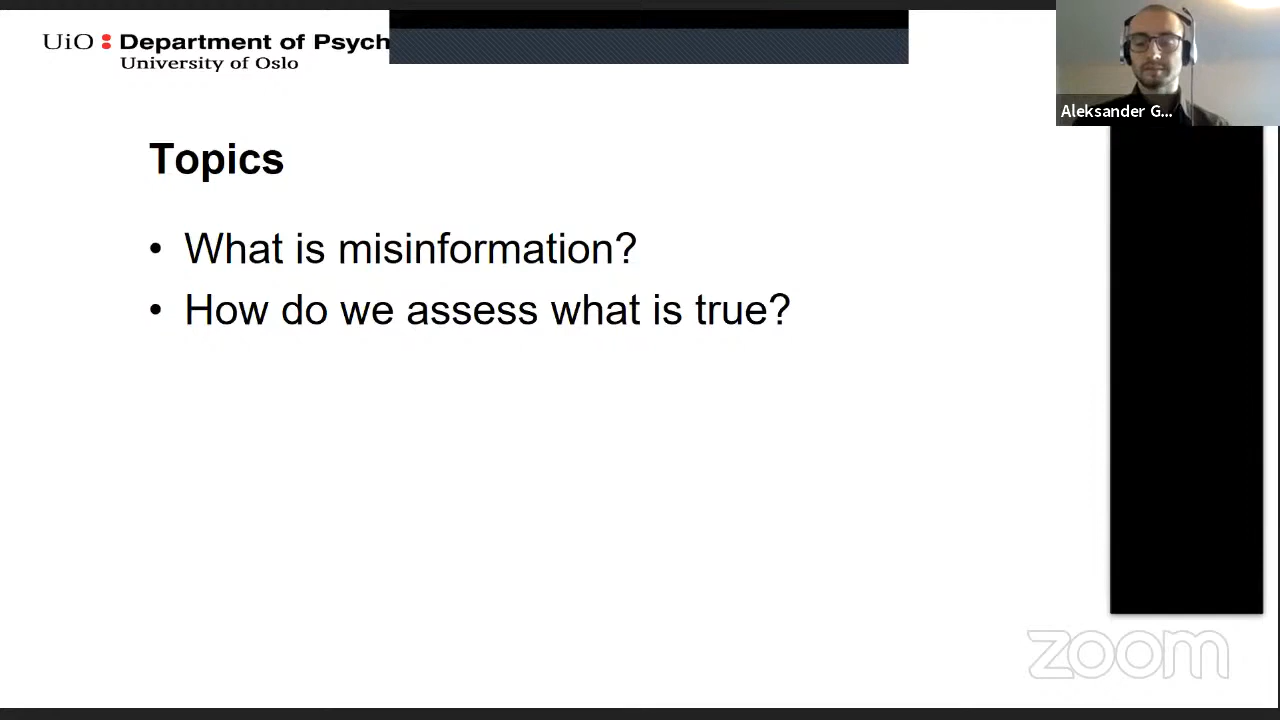 UiO : Department of Psych
University of Oslo
Aleksander G...
Topics
• What is misinformation?
• How do we assess what is true?
zoom